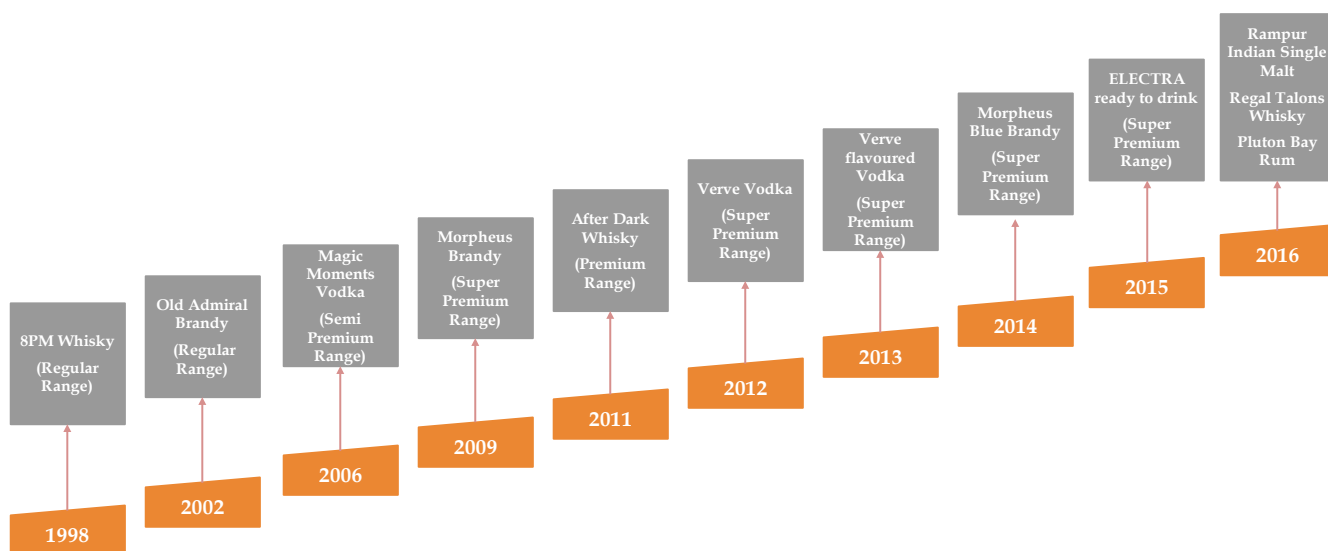 8PM Whisky
(Regular
Range)
1998
Old Admiral
Brandy
(Regular
Range)
2002
Magic
Moments
Vodka
(Semi
Premium
Range)
2006
Morpheus
Brandy
(Super
Premium
Range)
2009
After Dark
Whisky
(Premium
Range)
2011
Verve Vodka
(Super
Premium
Range)
2012
Verve
flavoured
Vodka
(Super
Premium
Range)
2013
Morpheus
Blue Brandy
(Super
Premium
Range)
2014
ELECTRA
ready to drink
(Super
Premium
Range)
2015
Rampur
Indian Single
Malt
Regal Talons
Whisky
Pluton Bay
Rum
2016